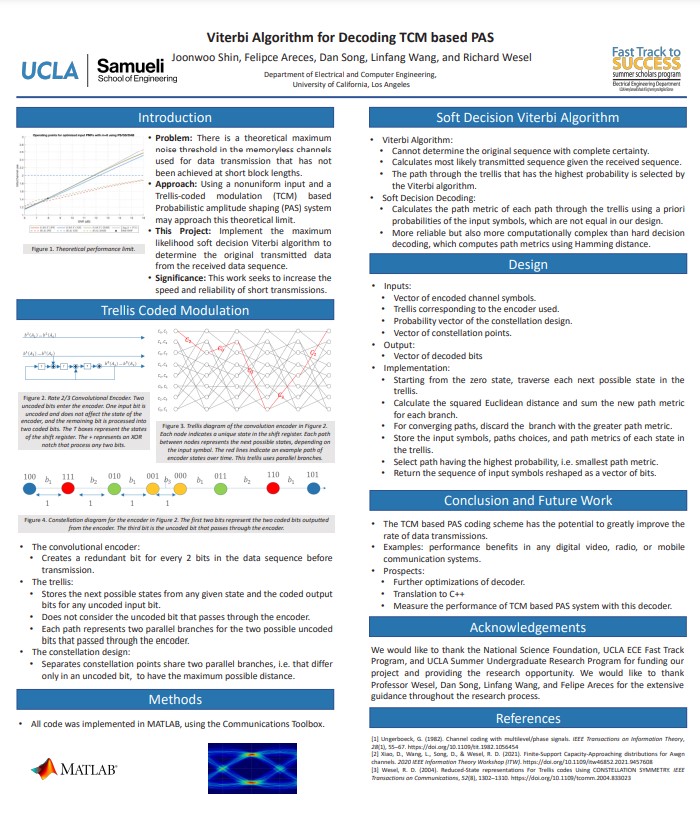 Viterbi Algorithm for Decoding TCM based PAS
UCLA
Samueli
School of Engineering
Joonwoo Shin, Felipce Areces, Dan Song, Linfang Wang, and Richard Wesel
Department of Electrical and Computer Engineering,
University of California, Los Angeles
Fast Track to
SUCCESS
summer scholars program
Electrical Engineering Department
Introduction
• Problem: There is a theoretical maximum
noise threshold in the memoryless channels
used for data transmission that has not
been achieved at short block lengths.
• Approach: Using a nonuniform input and a
Trellis-coded modulation (TCM) based
Probabilistic amplitude shaping (PAS) system
may approach this theoretical limit.
• This Project: Implement the maximum
likelihood soft decision Viterbi algorithm to
determine the original transmitted data
from the received data sequence.
• Significance: This work seeks to increase the
speed and reliability of short transmissions.
Figure 1. Theoretical performance limit.
Trellis Coded Modulation
Figure 2. Rate 2/3 Convolutional Encoder. Two
uncoded bits enter the encoder. One input bit is
uncoded and does not affect the state of the
encoder, and the remaining bit is processed into
two coded bits. The T boxes represent the states
of the shift register. The + represents an XOR
notch that process any two bits.
Figure 3. Trellis diagram of the convolution encoder in Figure 2.
Each node indicates a unique state in the shift register. Each path
between nodes represents the next possible states, depending on
the input symbol. The red lines indicate an example path of
encoder states over time. This trellis uses parallel branches.
100 111 010 001 000 011 110 101
b₁ b₂ b₁ b₃ b₁ b₂ b₁
1 1 1 1
Figure 4. Constellation diagram for the encoder in Figure 2. The first two bits represent the two coded bits outputted
from the encoder. The third bit is the uncoded bit that passes through the encoder.
• The convolutional encoder:
• Creates a redundant bit for every 2 bits in the data sequence before
transmission.
• The trellis:
• Stores the next possible states from any given state and the coded output
bits for any uncoded input bit.
• Does not consider the uncoded bit that passes through the encoder.
• Each path represents two parallel branches for the two possible uncoded
bits that passed through the encoder.
• The constellation design:
• Separates constellation points share two parallel branches, i.e. that differ
only in an uncoded bit, to have the maximum possible distance.
Methods
• All code was implemented in MATLAB, using the Communications Toolbox.
MATLAB
Soft Decision Viterbi Algorithm
• Viterbi Algorithm:
• Cannot determine the original sequence with complete certainty.
• Calculates most likely transmitted sequence given the received sequence.
• The path through the trellis that has the highest probability is selected by
the Viterbi algorithm.
• Soft Decision Decoding:
• Calculates the path metric of each path through the trellis using a priori
probabilities of the input symbols, which are not equal in our design.
• More reliable but also more computationally complex than hard decision
decoding, which computes path metrics using Hamming distance.
Design
• Inputs:
• Vector of encoded channel symbols.
• Trellis corresponding to the encoder used.
• Probability vector of the constellation design.
• Vector of constellation points.
• Output:
• Vector of decoded bits
• Implementation:
• Starting from the zero state, traverse each next possible state in the
trellis.
• Calculate the squared Euclidean distance and sum the new path metric
for each branch.
• For converging paths, discard the branch with the greater path metric.
• Store the input symbols, paths choices, and path metrics of each state in
the trellis.
• Select path having the highest probability, i.e. smallest path metric.
• Return the sequence of input symbols reshaped as a vector of bits.
Conclusion and Future Work
• The TCM based PAS coding scheme has the potential to greatly improve the
rate of data transmissions.
• Examples: performance benefits in any digital video, radio, or mobile
communication systems.
• Prospects:
• Further optimizations of decoder.
• Translation to C++
• Measure the performance of TCM based PAS system with this decoder.
Acknowledgements
We would like to thank the National Science Foundation, UCLA ECE Fast Track
Program, and UCLA Summer Undergraduate Research Program for funding our
project and providing the research opportunity. We would like to thank
Professor Wesel, Dan Song, Linfang Wang, and Felipe Areces for the extensive
guidance throughout the research process.
References
[1] Ungerboeck, G. (1982). Channel coding with multilevel/phase signals. IEEE Transactions on Information Theory,
28(1), 55–67. https://doi.org/10.1109/tit.1982.1056454
[2] Xiao, D., Wang, L., Song, D., & Wesel, R. D. (2021). Finite-Support Capacity-Approaching distributions for Awgn
channels. 2020 IEEE Information Theory Workshop (ITW). https://doi.org/10.1109/itw46852.2021.9457608
[3] Wesel, R. D. (2004). Reduced-State representations For Trellis codes Using CONSTELLATION SYMMETRY. IEEE
Transactions on Communications, 52(8), 1302–1310. https://doi.org/10.1109/tcomm.2004.833023